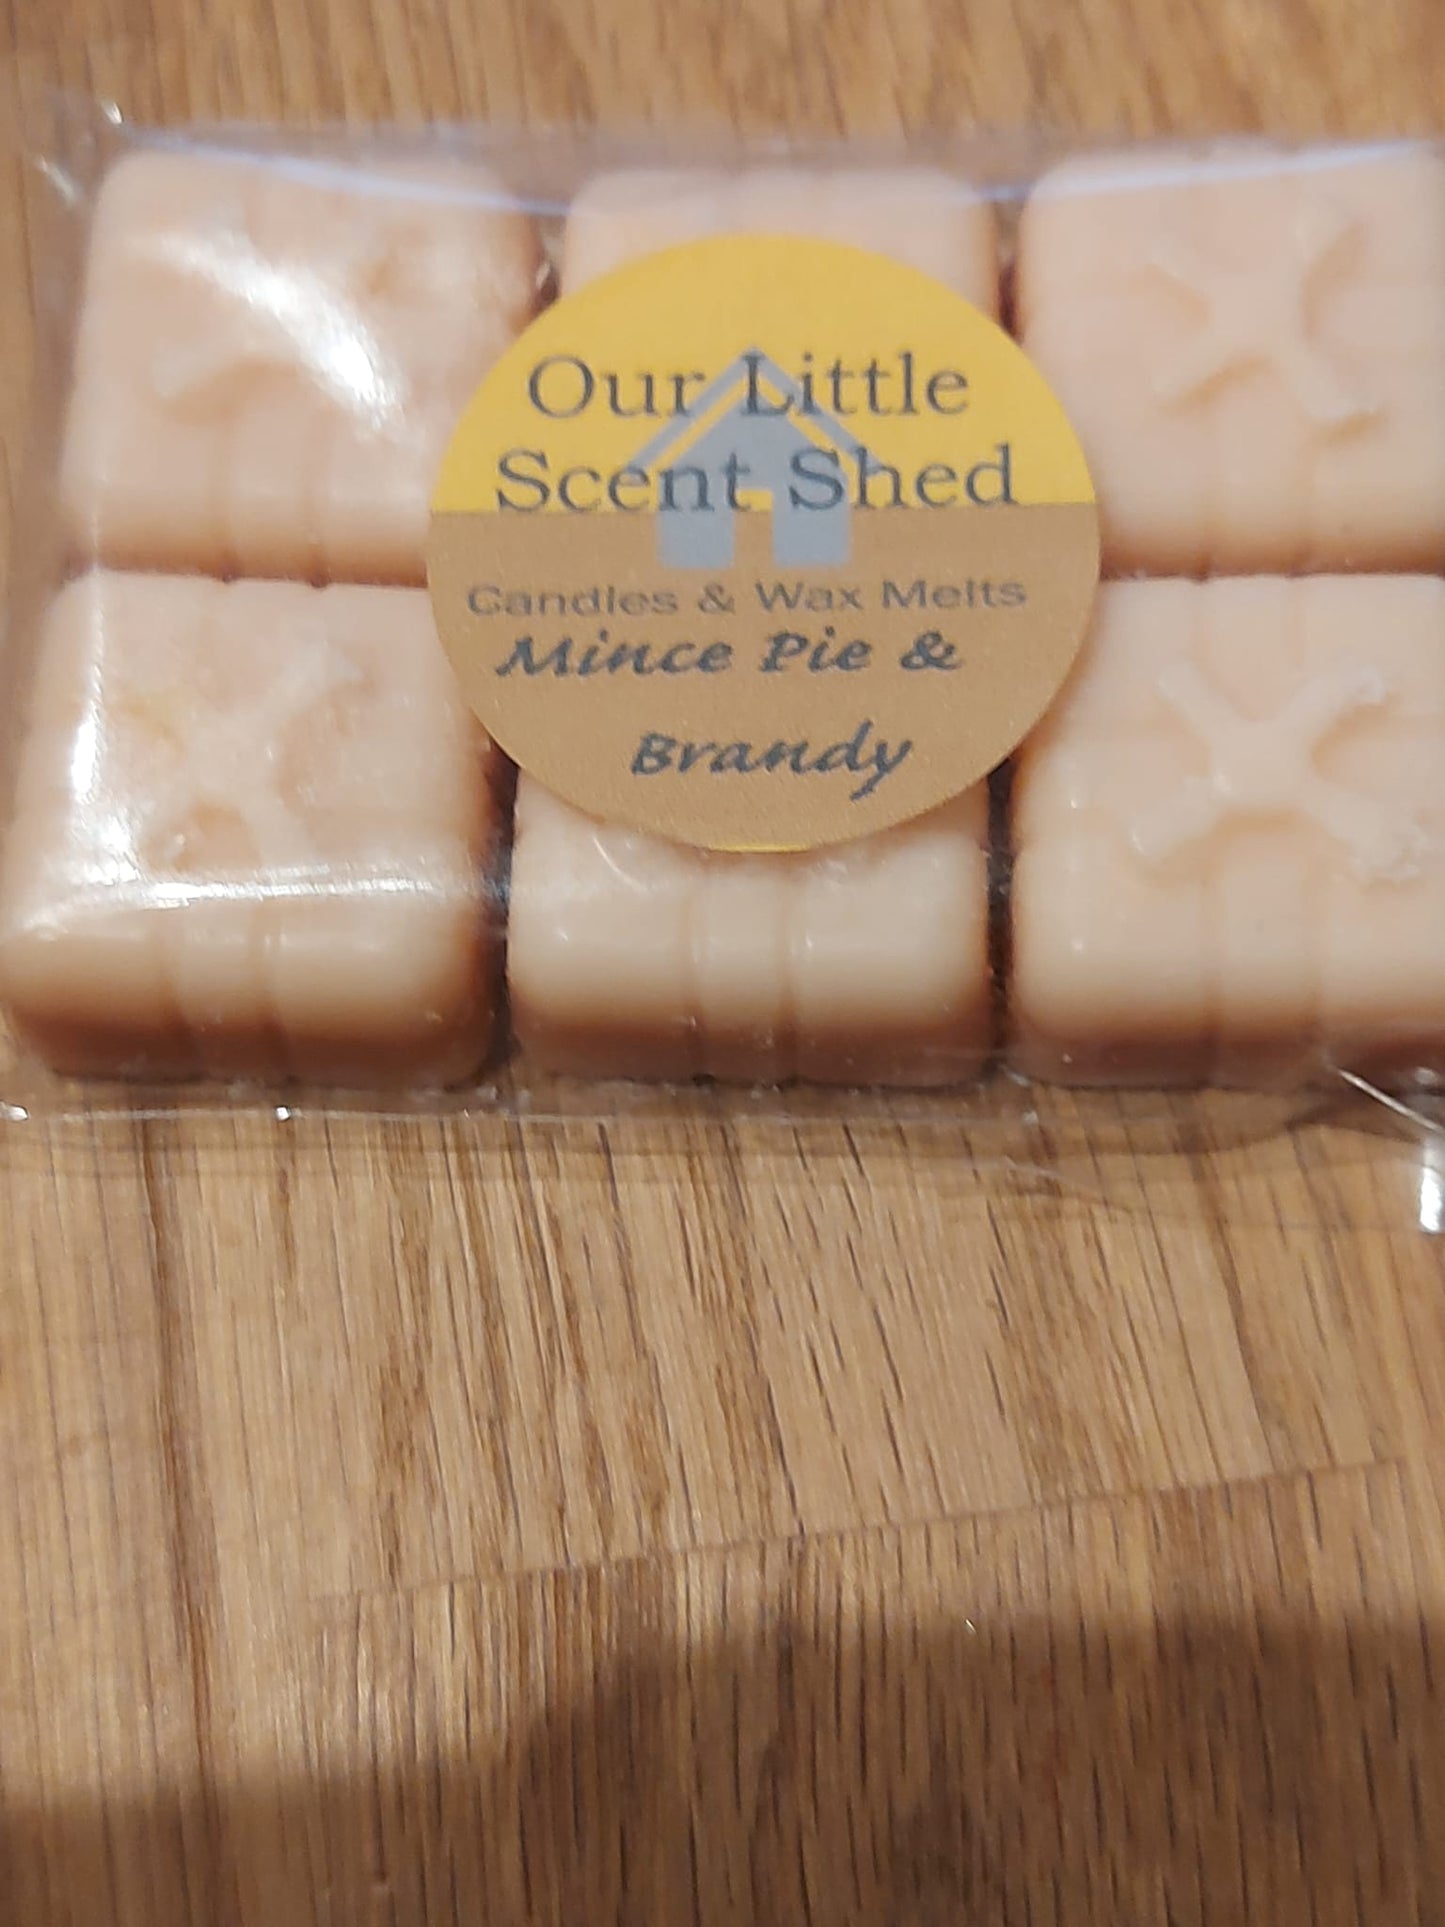 Our Little
Scent Shed
Candles & Wax Melts
Mince Pie &
Brandy